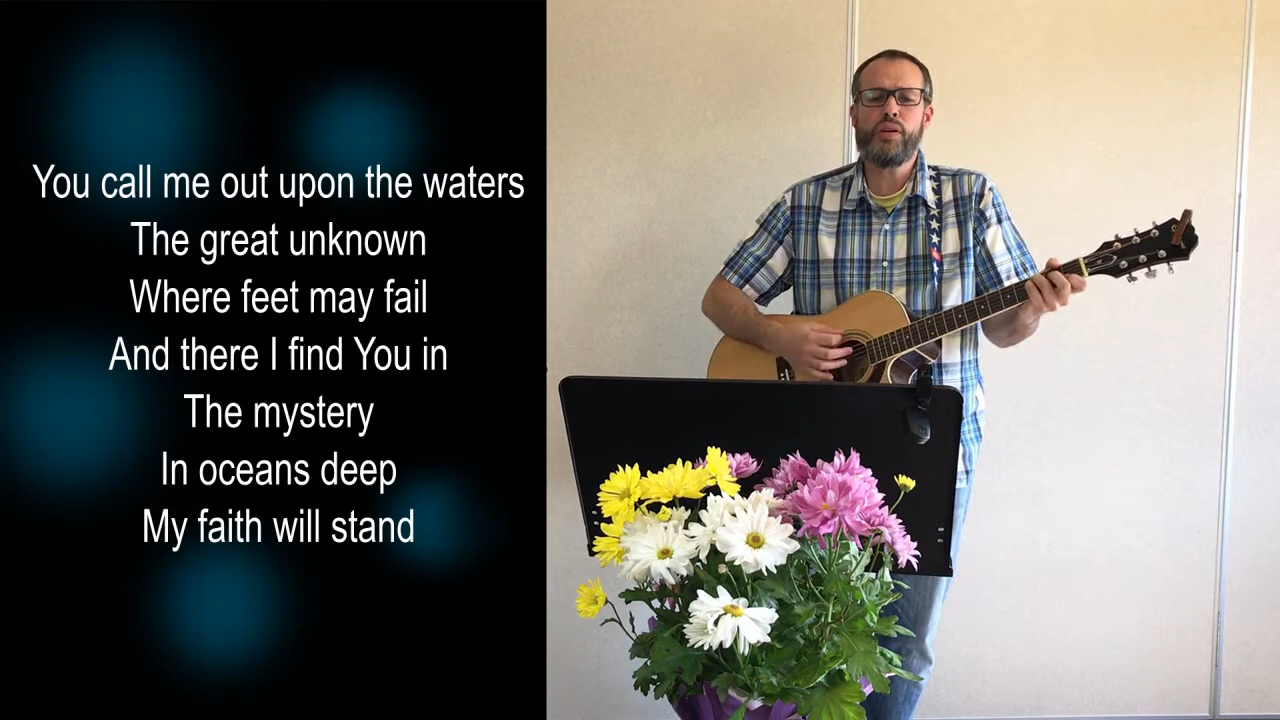 You call me out upon the waters
The great unknown
Where feet may fail
And there I find You in
The mystery
In oceans deep
My faith will stand